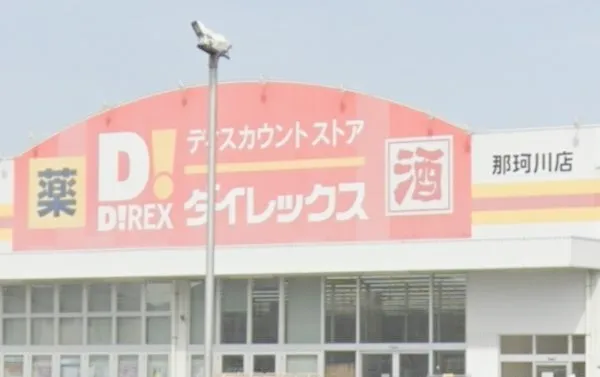 薬
D!
D!REX
ディスカウントストア
ダイレックス
酒
那珂川店